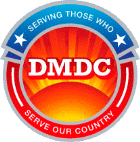 SERVING THOSE WHO
DMDC
SERVE OUR COUNTRY